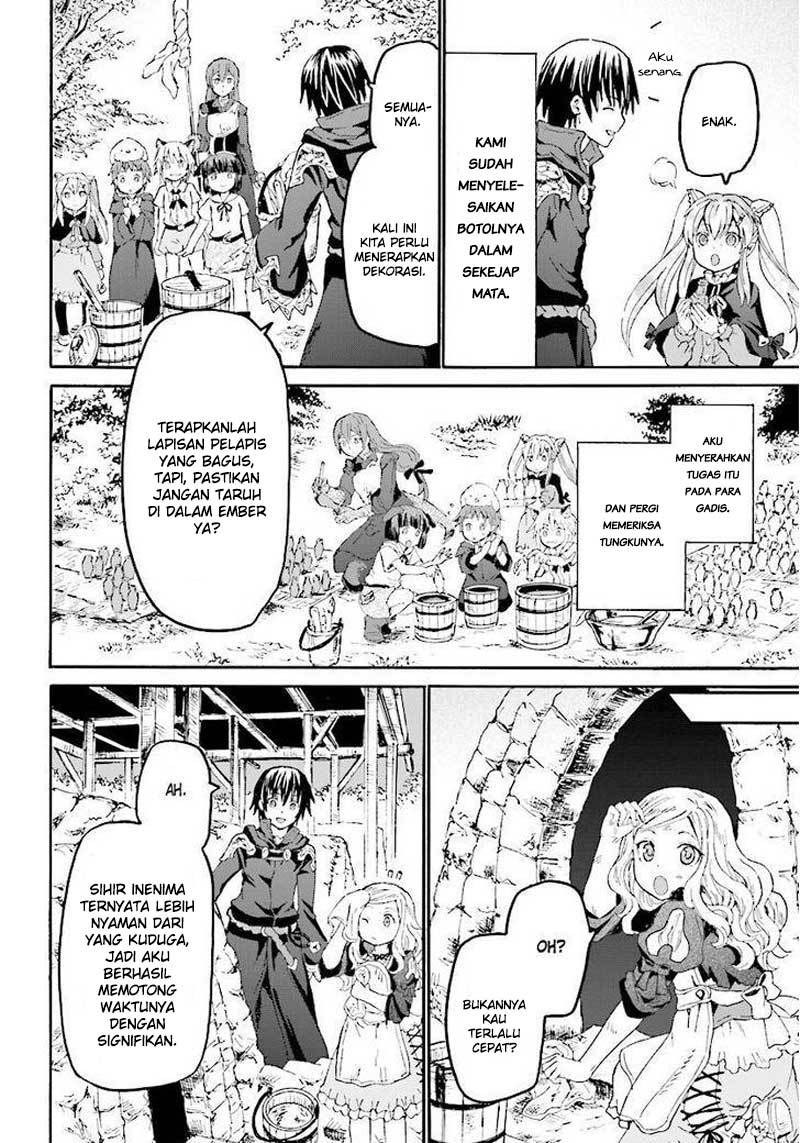 ENAK.
Aku
senang.
KAMI
SUDAH
MENYELE-
SAIKAN
BOTOLNYA
DALAM
SEKEJAP
MATA.
SEMUA-
NYA.
KALI INI
KITA PERLU
MENERAPKAN
DEKORASI.
AKU
MENYERAHKAN
TUGAS ITU
PADA PARA
GADIS.
DAN PERGI
MEMERIKSA
TUNGKUNYA.
TERAPKANLAH
LAPISAN PELAPIS
YANG BAGUS,
TAPI, PASTIKAN
JANGAN TARUH
DI DALAM EMBER
YA?
OH?
BUKANNYA
KAU
TERLALU
CEPAT?
AH.
SIHIR INENIMA
TERNYATA LEBIH
NYAMAN DARI
YANG KUDUGA,
JADI AKU
BERHASIL
MEMOTONG
WAKTUNYA
DENGAN
SIGNIFIKAN.